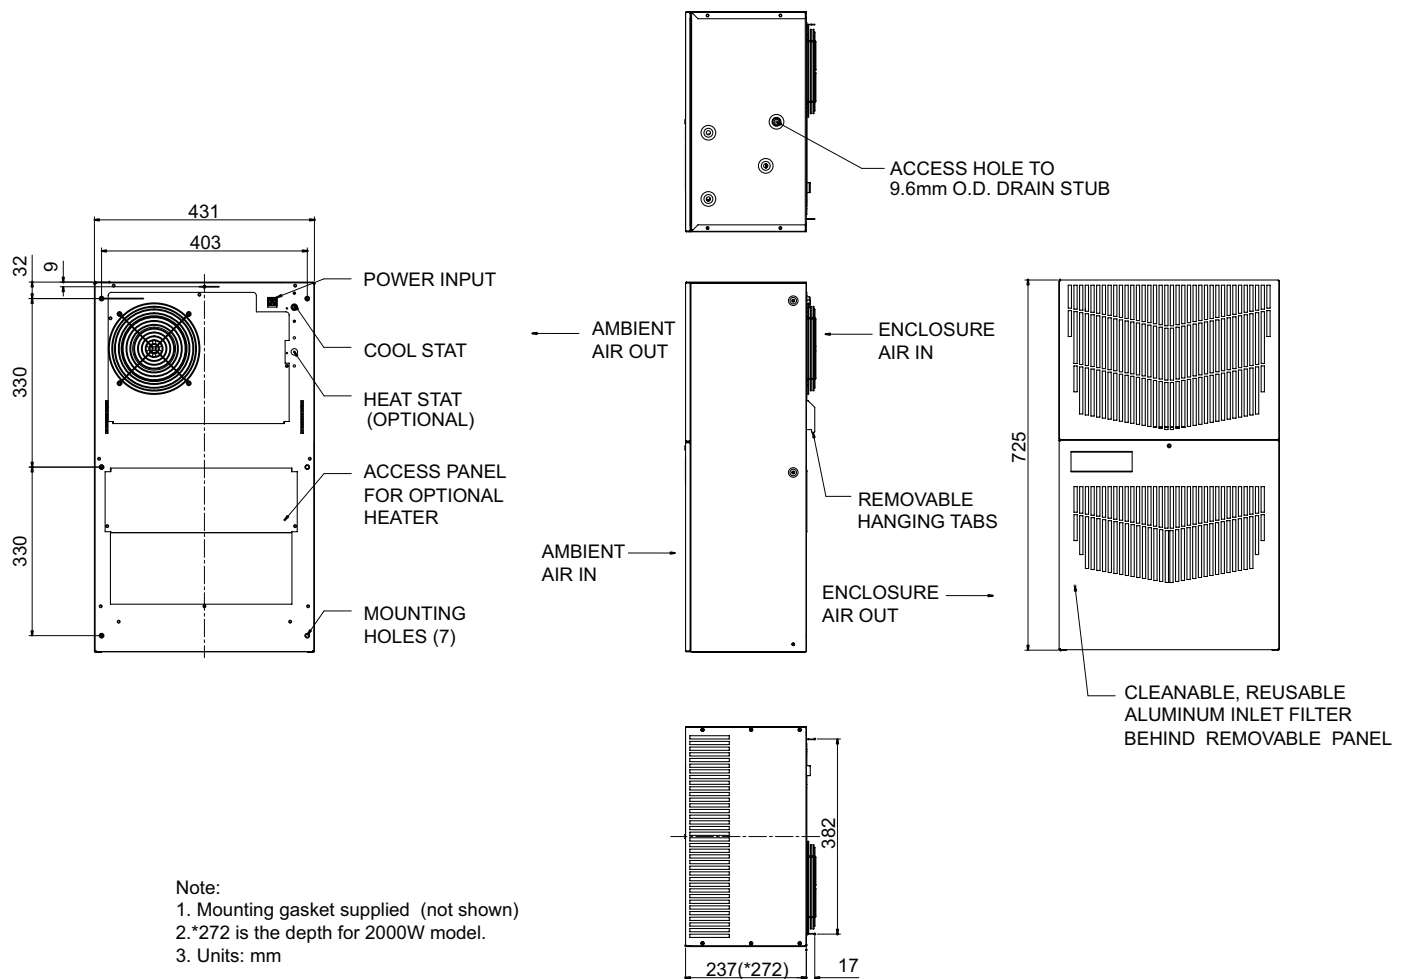 ACCESS HOLE TO
9.6mm O.D. DRAIN STUB
431
403
32
9
330
330
POWER INPUT
COOL STAT
HEAT STAT
(OPTIONAL)
ACCESS PANEL
FOR OPTIONAL
HEATER
MOUNTING
HOLES (7)
AMBIENT
AIR OUT
ENCLOSURE
AIR IN
REMOVABLE
HANGING TABS
AMBIENT
AIR IN
ENCLOSURE
AIR OUT
725
CLEANABLE, REUSABLE
ALUMINUM INLET FILTER
BEHIND REMOVABLE PANEL
382
237(*272)
17
Note:
1. Mounting gasket supplied (not shown)
2.*272 is the depth for 2000W model.
3. Units: mm